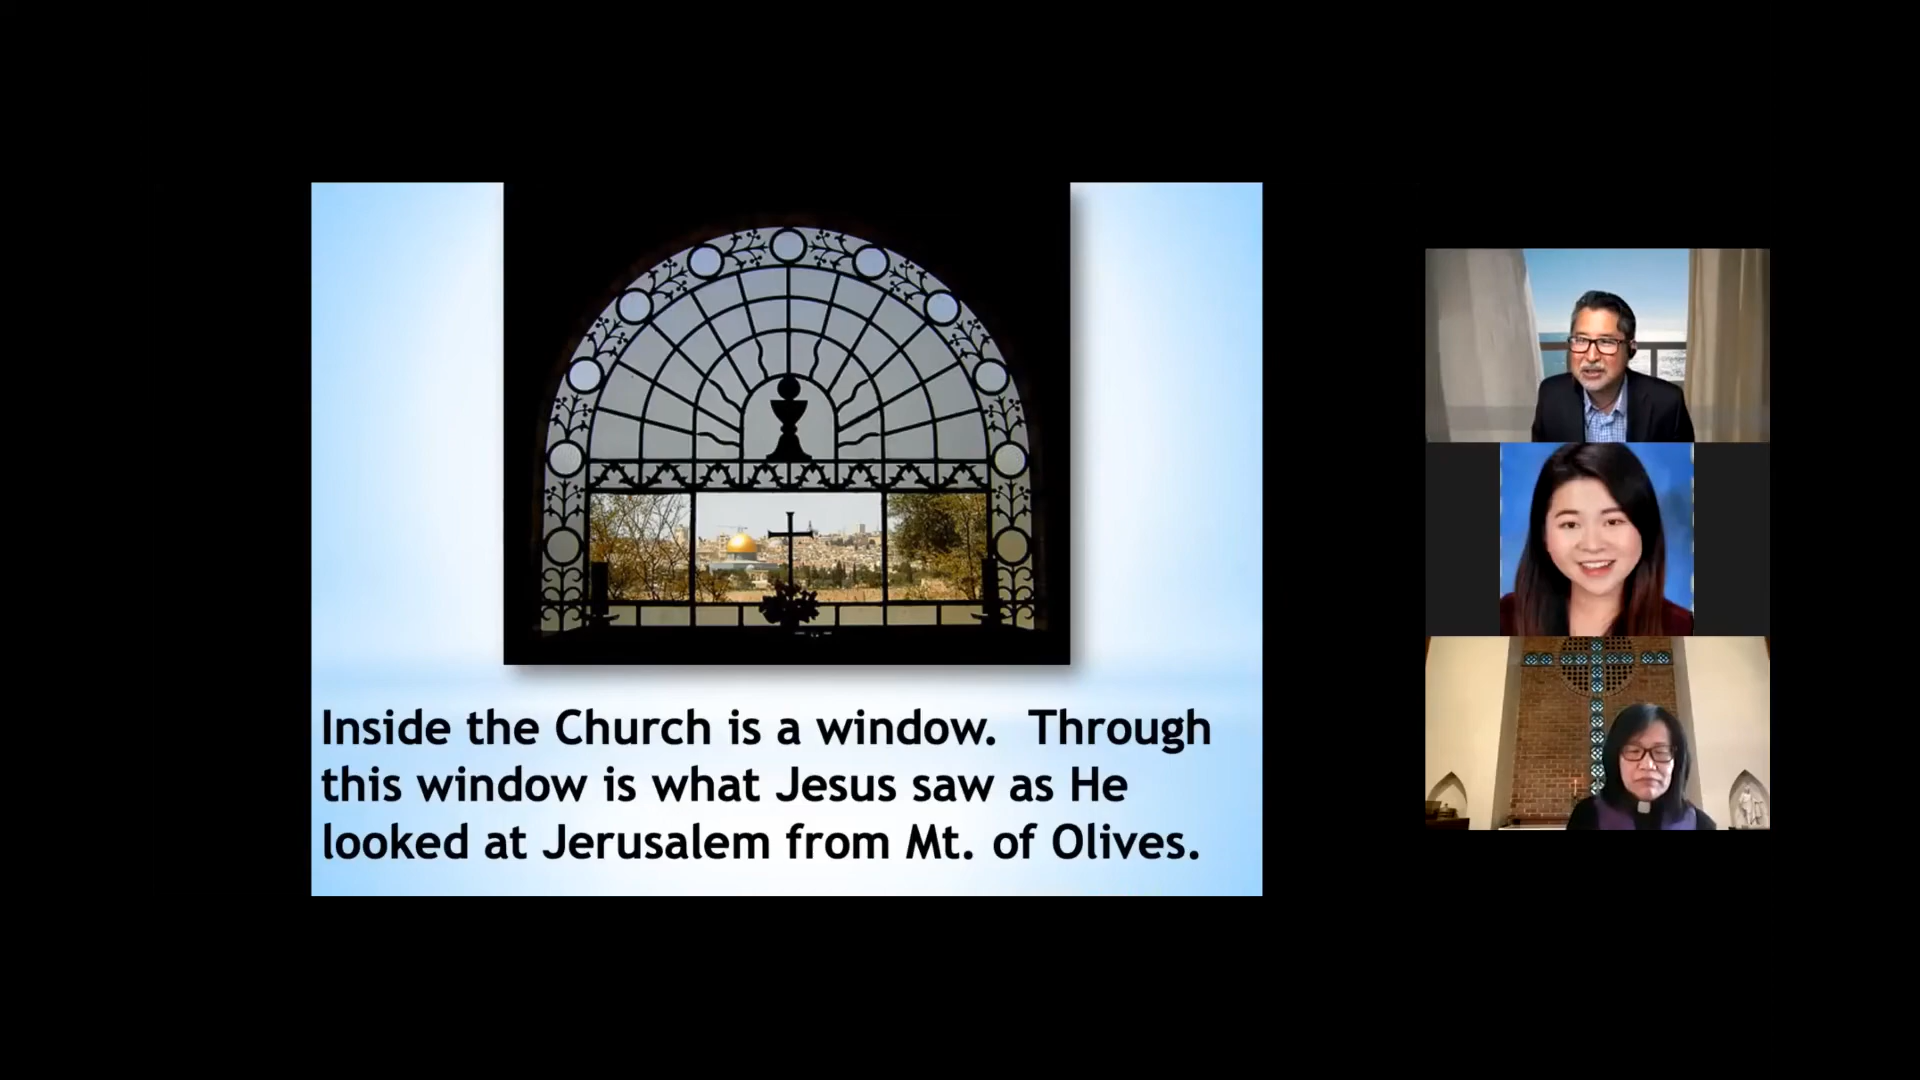 Inside the Church is a window.  Through
this window is what Jesus saw as He
looked at Jerusalem from Mt. of Olives.